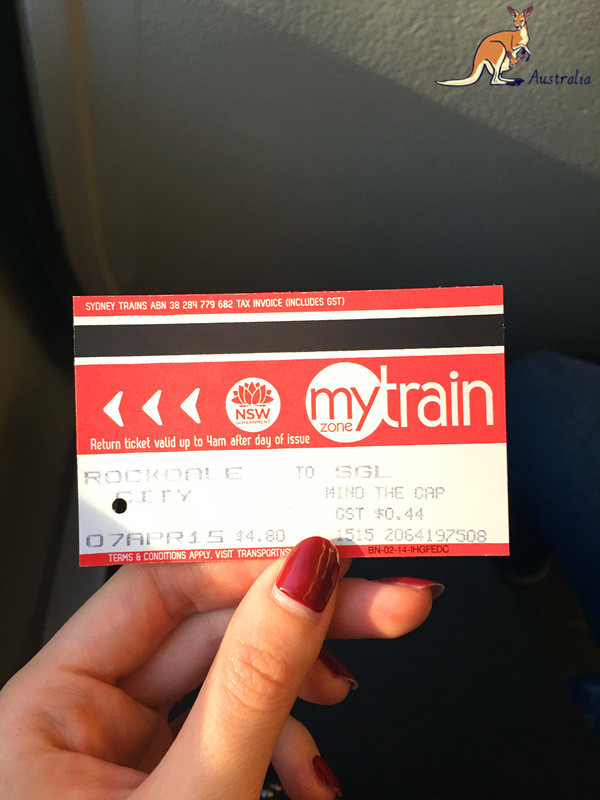 Australia
SYDNEY TRAINS ABN 38 284 779 682 TAX INVOICE (INCLUDES GST)
NSW
GOVERNMENT
mytrain
zone
Return ticket valid up to 4am after day of issue
ROCKDALE TO SGL
CITY MIND THE GAP
GST $0.44
07APR15 $4.80 1515 2064197508
TERMS & CONDITIONS APPLY, VISIT TRANSPORTNS BN-02-14-IHGFEDC